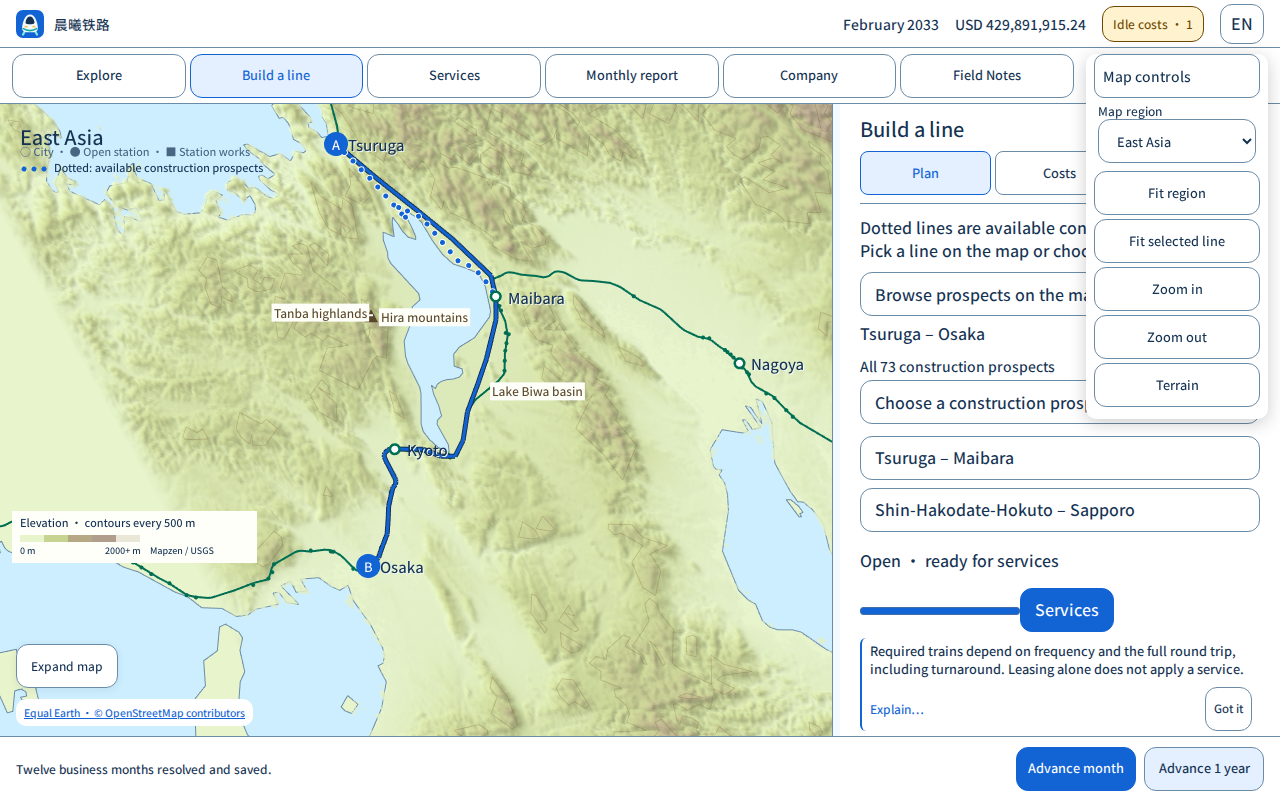 晨曦铁路
February 2033
USD 429,891,915.24
Idle costs · 1
EN
Explore
Build a line
Services
Monthly report
Company
Field Notes
Map controls
Map region
East Asia
Fit region
Fit selected line
Zoom in
Zoom out
Terrain
East Asia
City · Open station · Station works
Dotted: available construction prospects
A
Tsuruga
Maibara
Tanba highlands
Hira mountains
Nagoya
Lake Biwa basin
Kyoto
B
Osaka
Elevation · contours every 500 m
0 m
2000+ m
Mapzen / USGS
Expand map
Equal Earth · © OpenStreetMap contributors
Build a line
Plan
Costs
Dotted lines are available con
Pick a line on the map or choo
Browse prospects on the ma
Tsuruga – Osaka
All 73 construction prospects
Choose a construction pros
Tsuruga – Maibara
Shin-Hakodate-Hokuto – Sapporo
Open · ready for services
Services
Required trains depend on frequency and the full round trip,
including turnaround. Leasing alone does not apply a service.
Explain…
Got it
Twelve business months resolved and saved.
Advance month
Advance 1 year